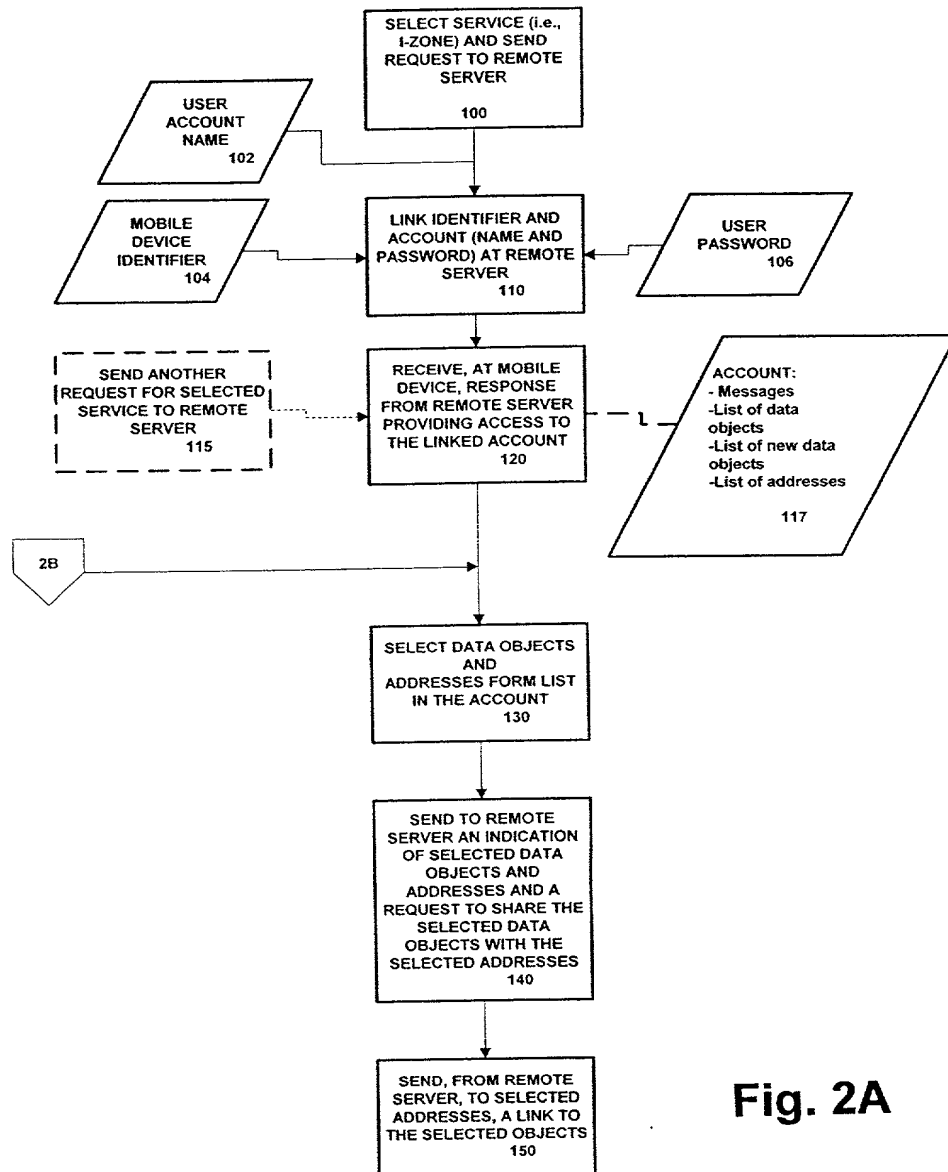 SELECT SERVICE (i.e.,
I-ZONE) AND SEND
REQUEST TO REMOTE
SERVER
100
USER
ACCOUNT
NAME
102
MOBILE
DEVICE
IDENTIFIER
104
LINK IDENTIFIER AND
ACCOUNT (NAME AND
PASSWORD) AT REMOTE
SERVER
110
USER
PASSWORD
106
SEND ANOTHER
REQUEST FOR SELECTED
SERVICE TO REMOTE
SERVER
115
RECEIVE, AT MOBILE
DEVICE, RESPONSE
FROM REMOTE SERVER
PROVIDING ACCESS TO
THE LINKED ACCOUNT
120
ACCOUNT:
- Messages
-List of data
objects
-List of new data
objects
-List of addresses
117
2B
SELECT DATA OBJECTS
AND
ADDRESSES FORM LIST
IN THE ACCOUNT
130
SEND TO REMOTE
SERVER AN INDICATION
OF SELECTED DATA
OBJECTS AND
ADDRESSES AND A
REQUEST TO SHARE THE
SELECTED DATA
OBJECTS WITH THE
SELECTED ADDRESSES
140
SEND, FROM REMOTE
SERVER, TO SELECTED
ADDRESSES, A LINK TO
THE SELECTED OBJECTS
150
Fig. 2A